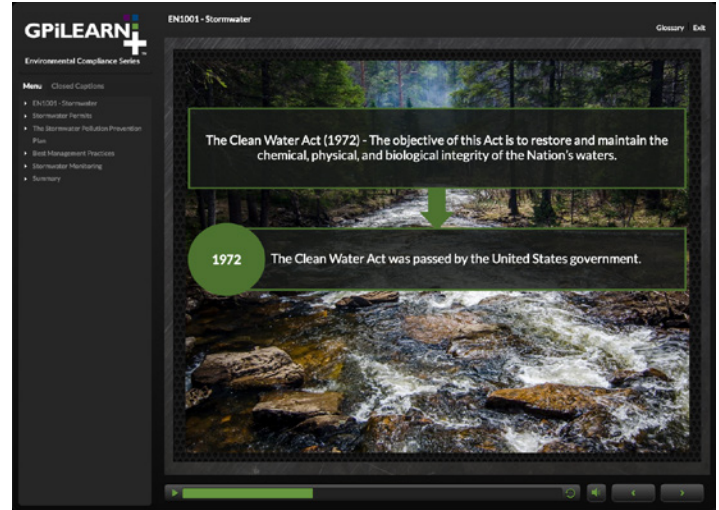 GPiLEARN
™
Environmental Compliance Series
Menu Closed Captions
EN1001 - Stormwater
Stormwater Permits
The Stormwater Pollution Prevention
Plan
Best Management Practices
Stormwater Monitoring
Summary
EN1001 - Stormwater
Glossary Exit
The Clean Water Act (1972) - The objective of this Act is to restore and maintain the
chemical, physical, and biological integrity of the Nation's waters.
1972 The Clean Water Act was passed by the United States government.